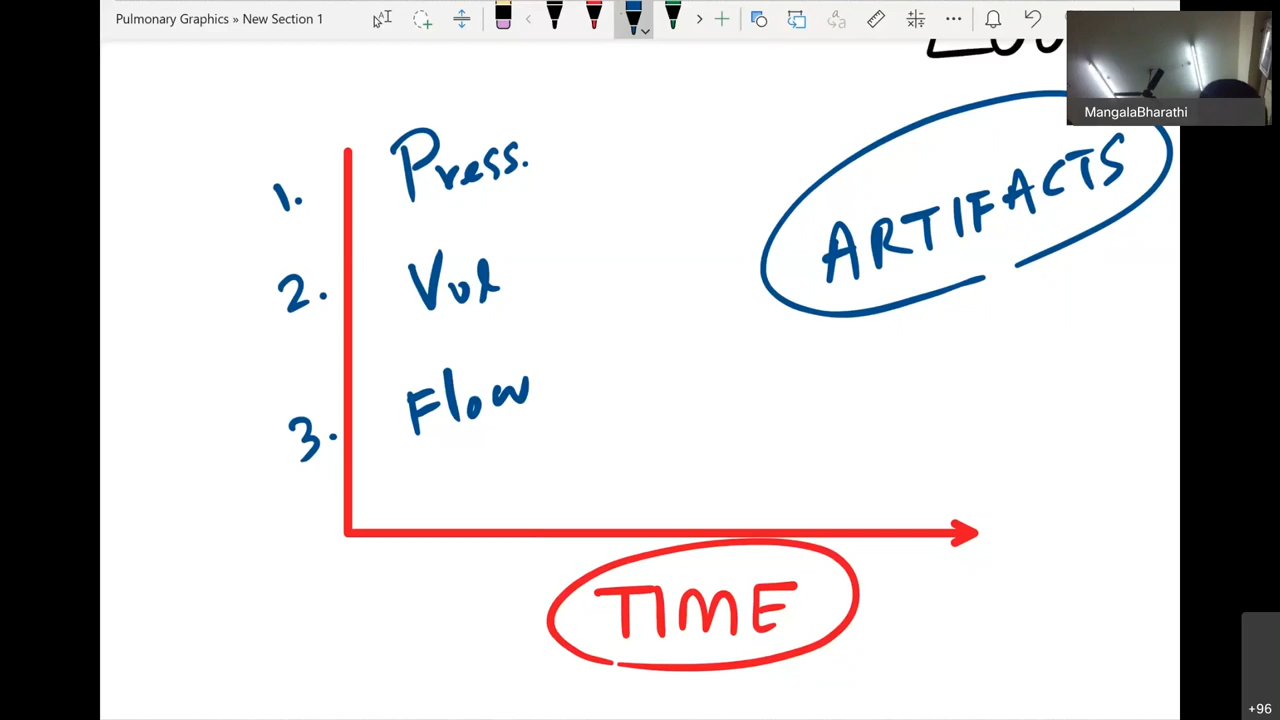 Pulmonary Graphics » New Section 1
MangalaBharathi
ARTIFACTS
1. Press.
2. Vol
3. Flow
TIME
+96